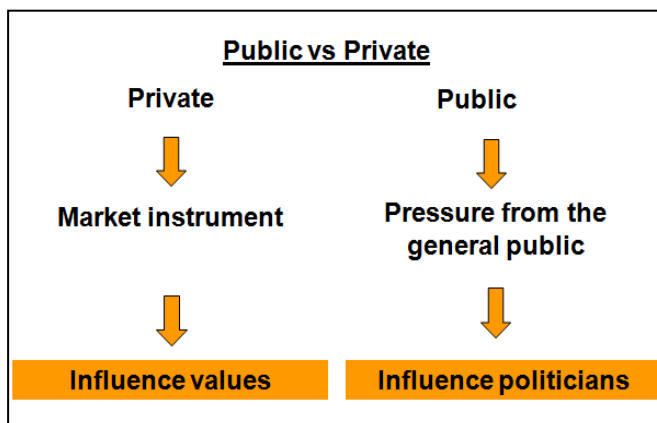 Public vs Private
Private
Public
Market instrument
Pressure from the
general public
Influence values
Influence politicians